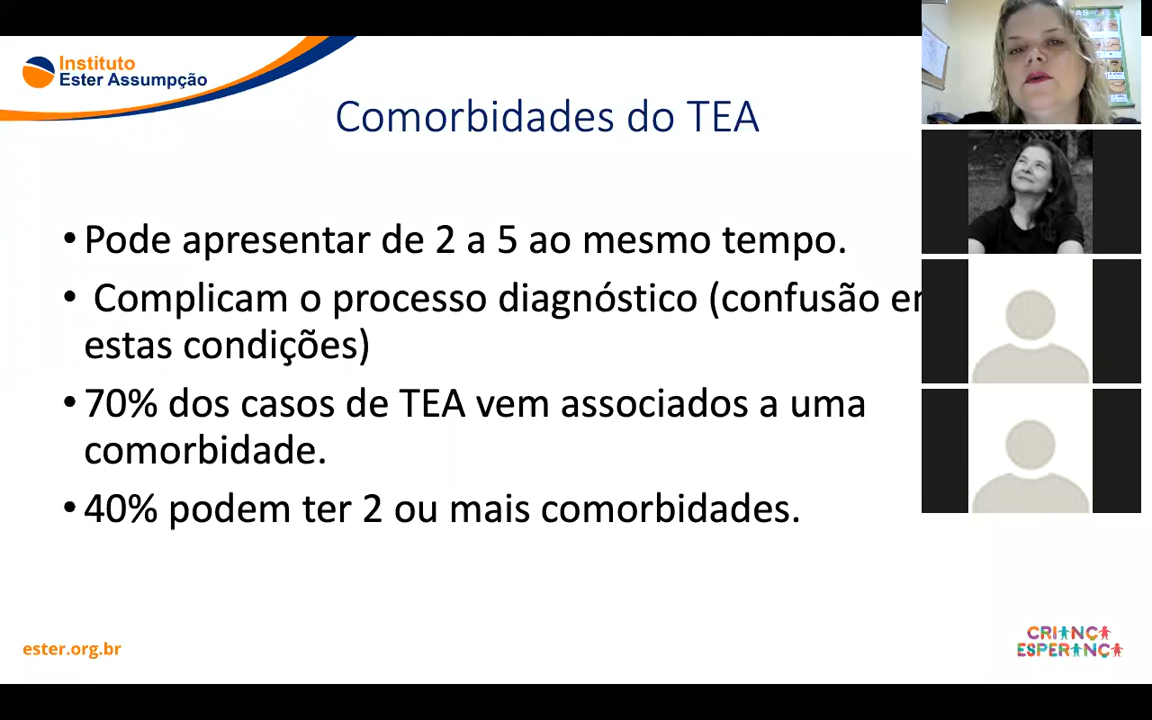 Instituto
Ester Assumpção
Comorbidades do TEA
• Pode apresentar de 2 a 5 ao mesmo tempo.
• Complicam o processo diagnóstico (confusão
estas condições)
• 70% dos casos de TEA vem associados a uma
comorbidade.
• 40% podem ter 2 ou mais comorbidades.
ester.org.br
CRIANÇA
ESPERANÇA